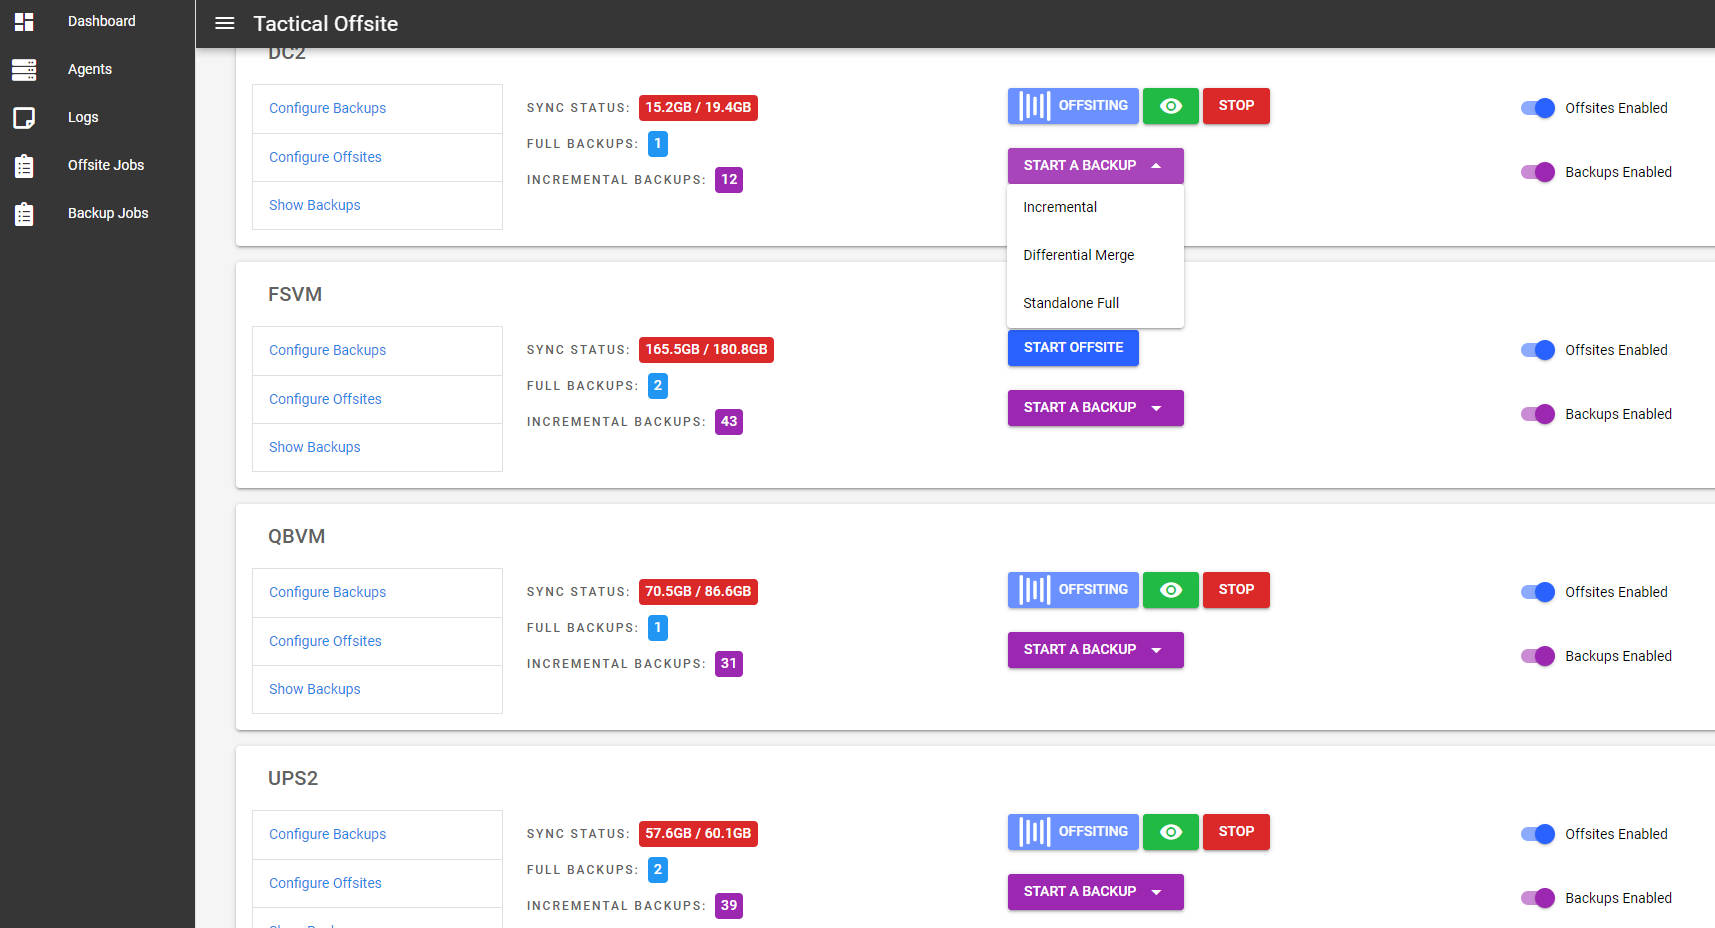 Dashboard
Agents
Logs
Offsite Jobs
Backup Jobs
Tactical Offsite
DC2
Configure Backups
Configure Offsites
Show Backups
SYNC STATUS: 15.2GB / 19.4GB
FULL BACKUPS: 1
INCREMENTAL BACKUPS: 12
OFFSITING
STOP
START A BACKUP
Incremental
Differential Merge
Standalone Full
Offsites Enabled
Backups Enabled
FSVM
Configure Backups
Configure Offsites
Show Backups
SYNC STATUS: 165.5GB / 180.8GB
FULL BACKUPS: 2
INCREMENTAL BACKUPS: 43
START OFFSITE
START A BACKUP
Offsites Enabled
Backups Enabled
QBVM
Configure Backups
Configure Offsites
Show Backups
SYNC STATUS: 70.5GB / 86.6GB
FULL BACKUPS: 1
INCREMENTAL BACKUPS: 31
OFFSITING
STOP
START A BACKUP
Offsites Enabled
Backups Enabled
UPS2
Configure Backups
Configure Offsites
SYNC STATUS: 57.6GB / 60.1GB
FULL BACKUPS: 2
INCREMENTAL BACKUPS: 39
OFFSITING
STOP
START A BACKUP
Offsites Enabled
Backups Enabled